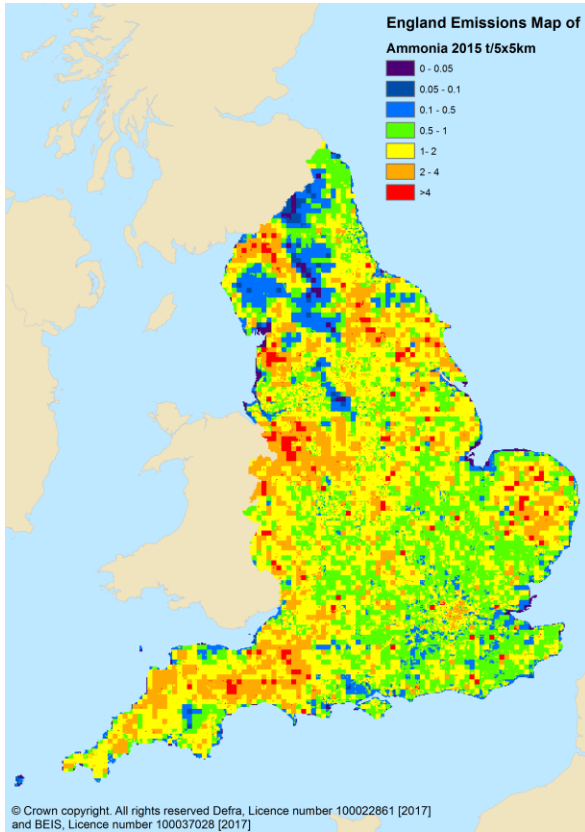 England Emissions Map of
Ammonia 2015 t/5x5km
0 - 0.05
0.05 - 0.1
0.1 - 0.5
0.5 - 1
1- 2
2 - 4
>4
© Crown copyright. All rights reserved Defra, Licence number 100022861 [2017]
and BEIS, Licence number 100037028 [2017]